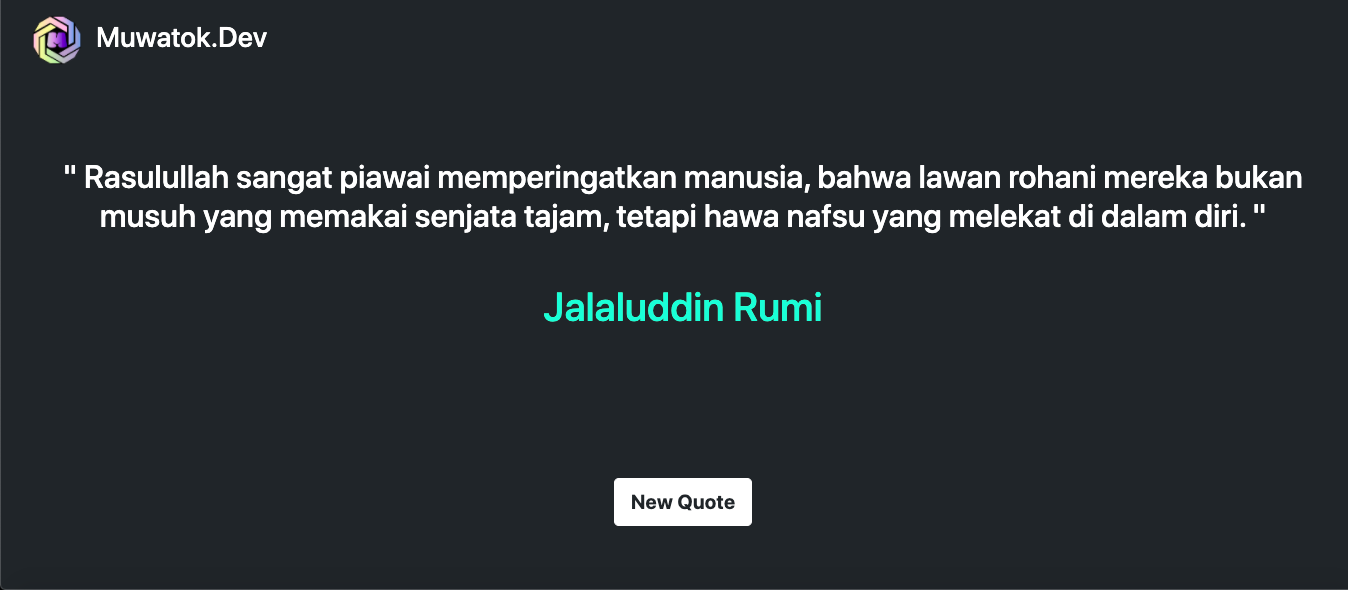 Muwatok.Dev
" Rasulullah sangat piawai memperingatkan manusia, bahwa lawan rohani mereka bukan
musuh yang memakai senjata tajam, tetapi hawa nafsu yang melekat di dalam diri. "
Jalaluddin Rumi
New Quote